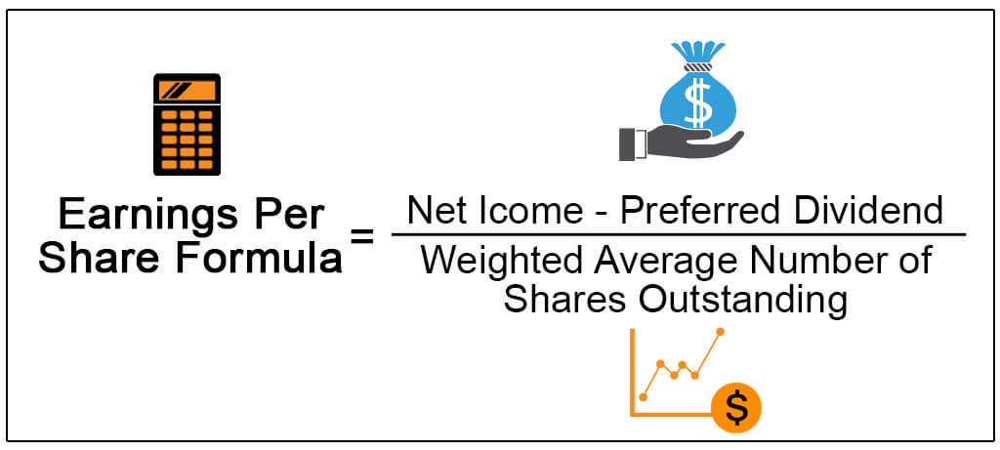 Earnings Per
Share Formula
=
Net Icome - Preferred Dividend
Weighted Average Number of
Shares Outstanding
$
$